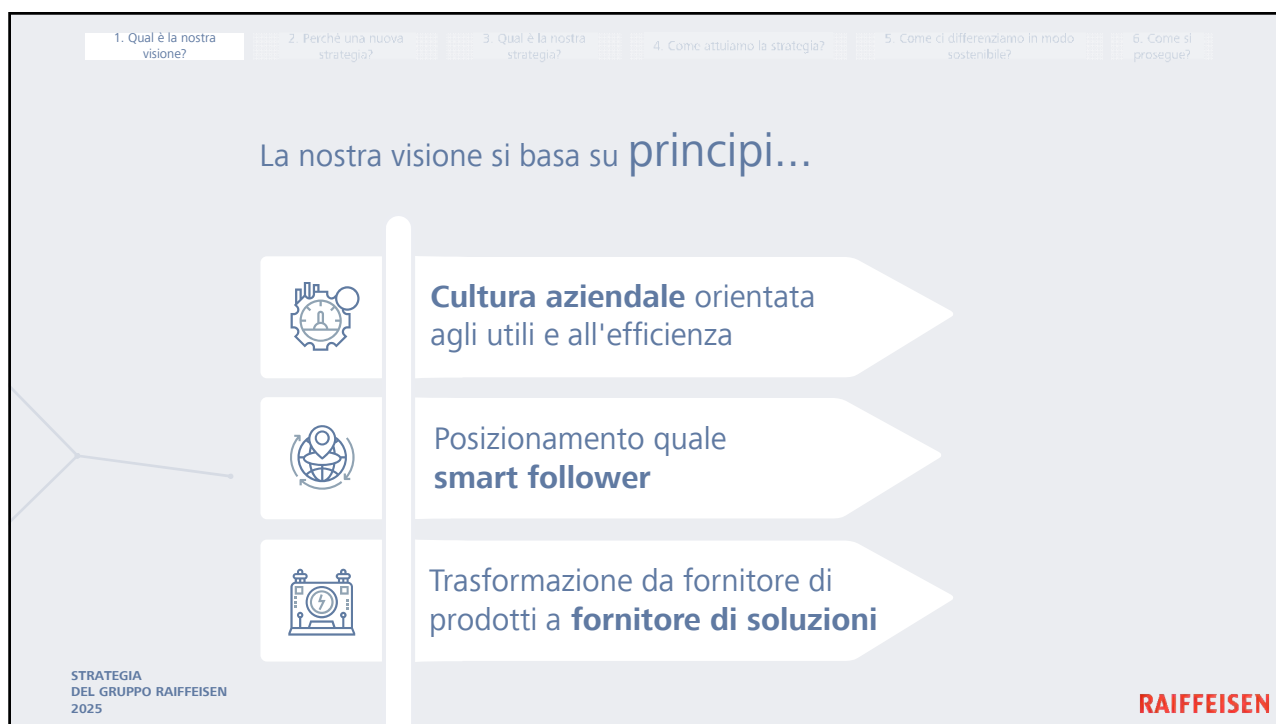 1. Qual è la nostra
visione?
2. Perché una nuova
strategia?
3. Qual è la nostra
strategia?
4. Come attuiamo la strategia?
5. Come ci differenziamo in modo
sostenibile?
6. Come si
prosegue?
La nostra visione si basa su principi...
Cultura aziendale orientata
agli utili e all'efficienza
Posizionamento quale
smart follower
Trasformazione da fornitore di
prodotti a fornitore di soluzioni
STRATEGIA
DEL GRUPPO RAIFFEISEN
2025
RAIFFEISEN